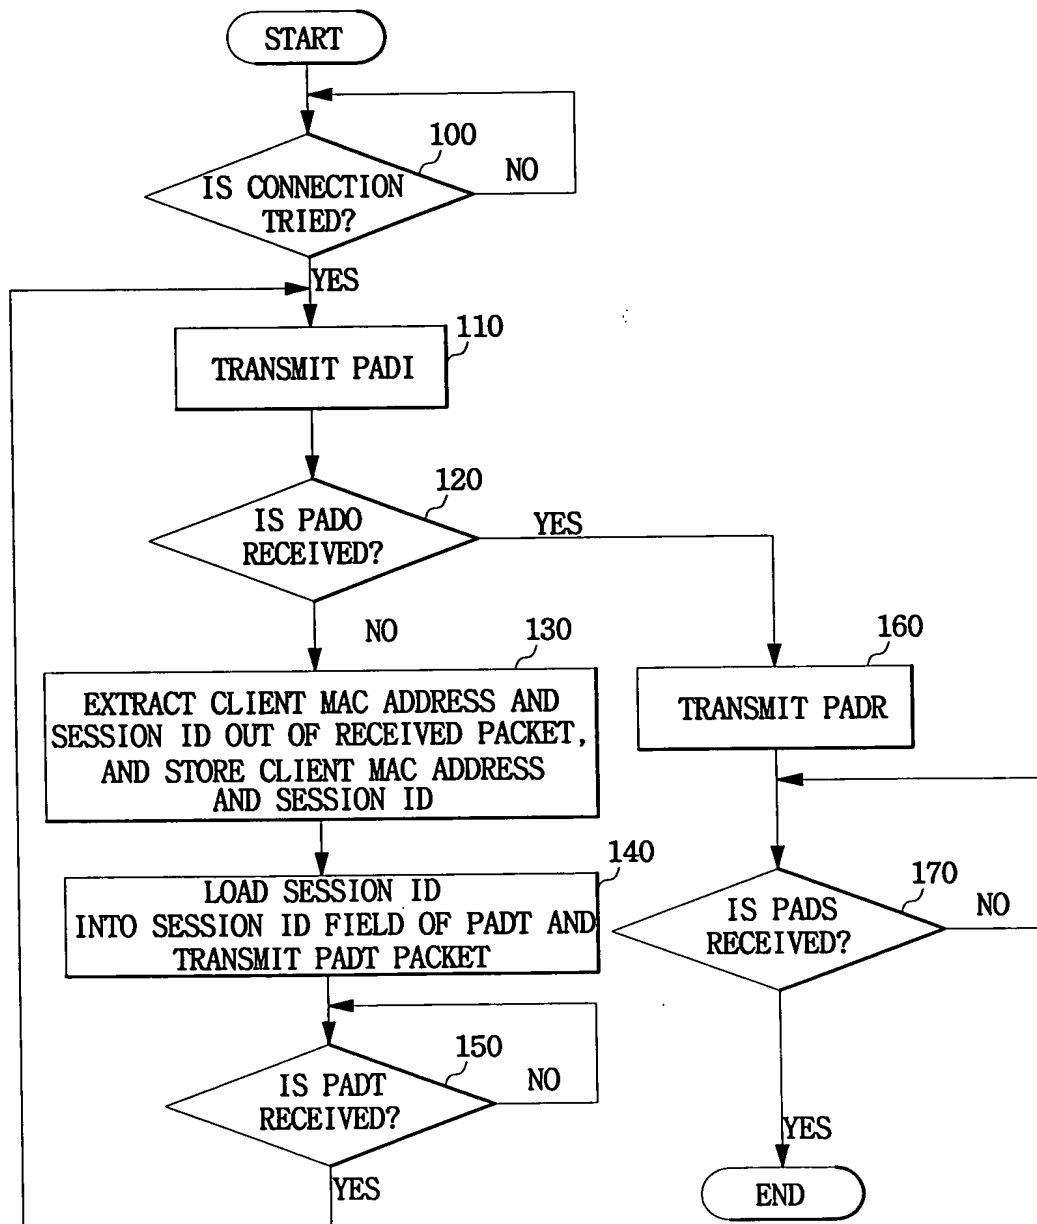 START
100
NO
IS CONNECTION
TRIED?
YES
110
TRANSMIT PADI
120
IS PADO
RECEIVED?
YES
NO
130
EXTRACT CLIENT MAC ADDRESS AND
SESSION ID OUT OF RECEIVED PACKET,
AND STORE CLIENT MAC ADDRESS
AND SESSION ID
160
TRANSMIT PADR
140
LOAD SESSION ID
INTO SESSION ID FIELD OF PADT AND
TRANSMIT PADT PACKET
170
IS PADS
RECEIVED?
NO
150
IS PADT
RECEIVED?
NO
YES
YES
END